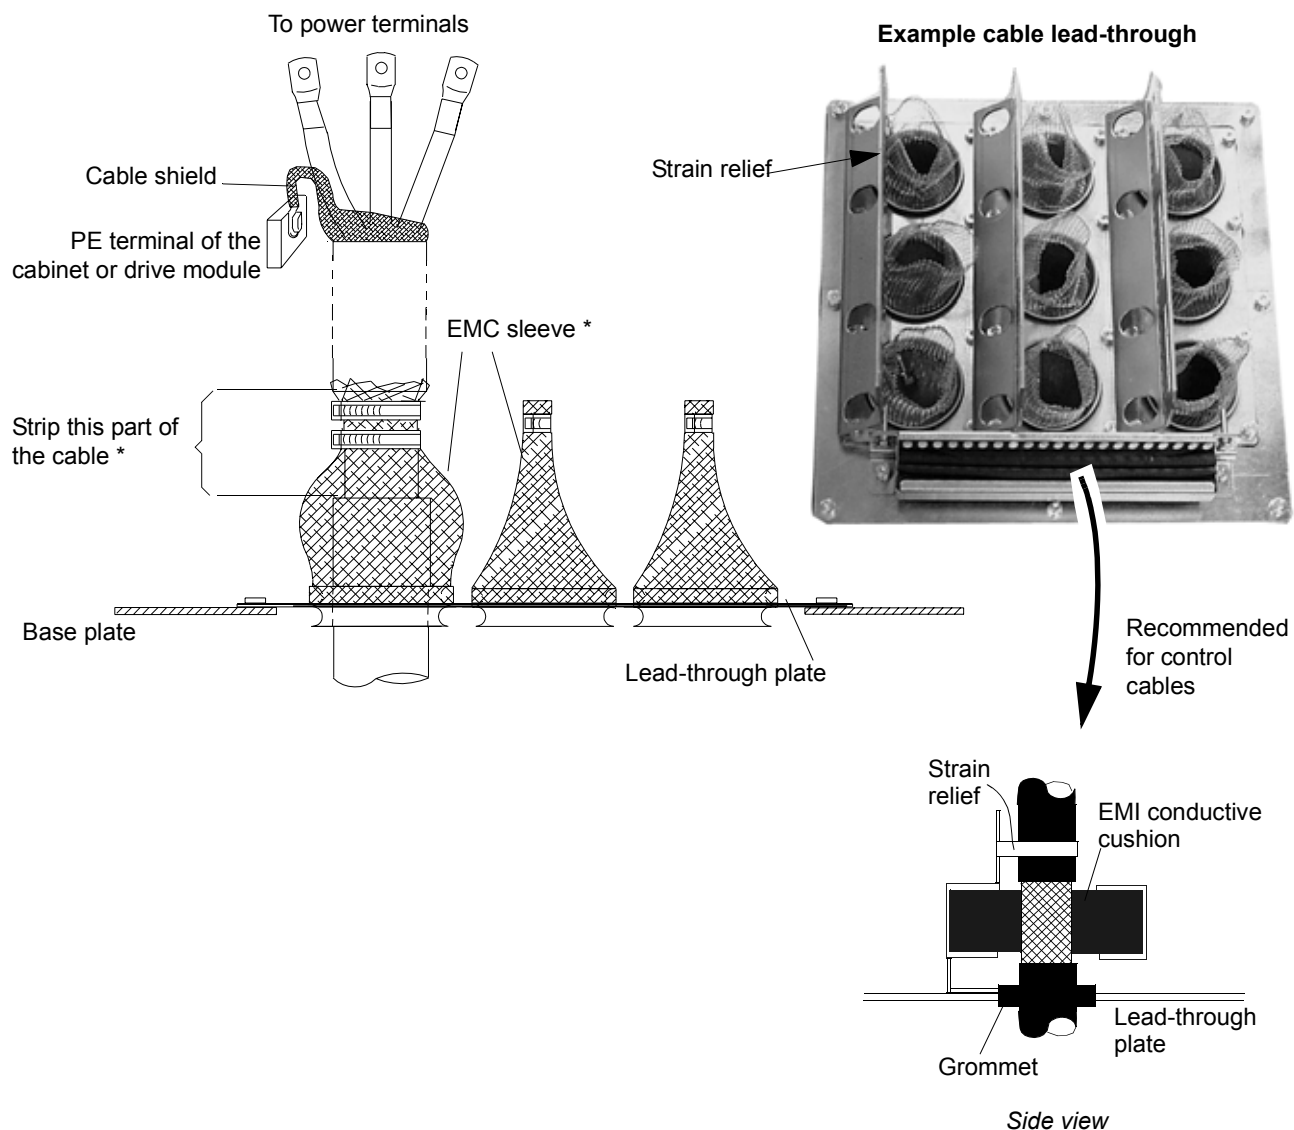 To power terminals
Example cable lead-through
Strain relief
Cable shield
PE terminal of the
cabinet or drive module
EMC sleeve *
Strip this part of
the cable *
Base plate
Lead-through plate
Recommended
for control
cables
Strain
relief
EMI conductive
cushion
Lead-through
plate
Grommet
Side view